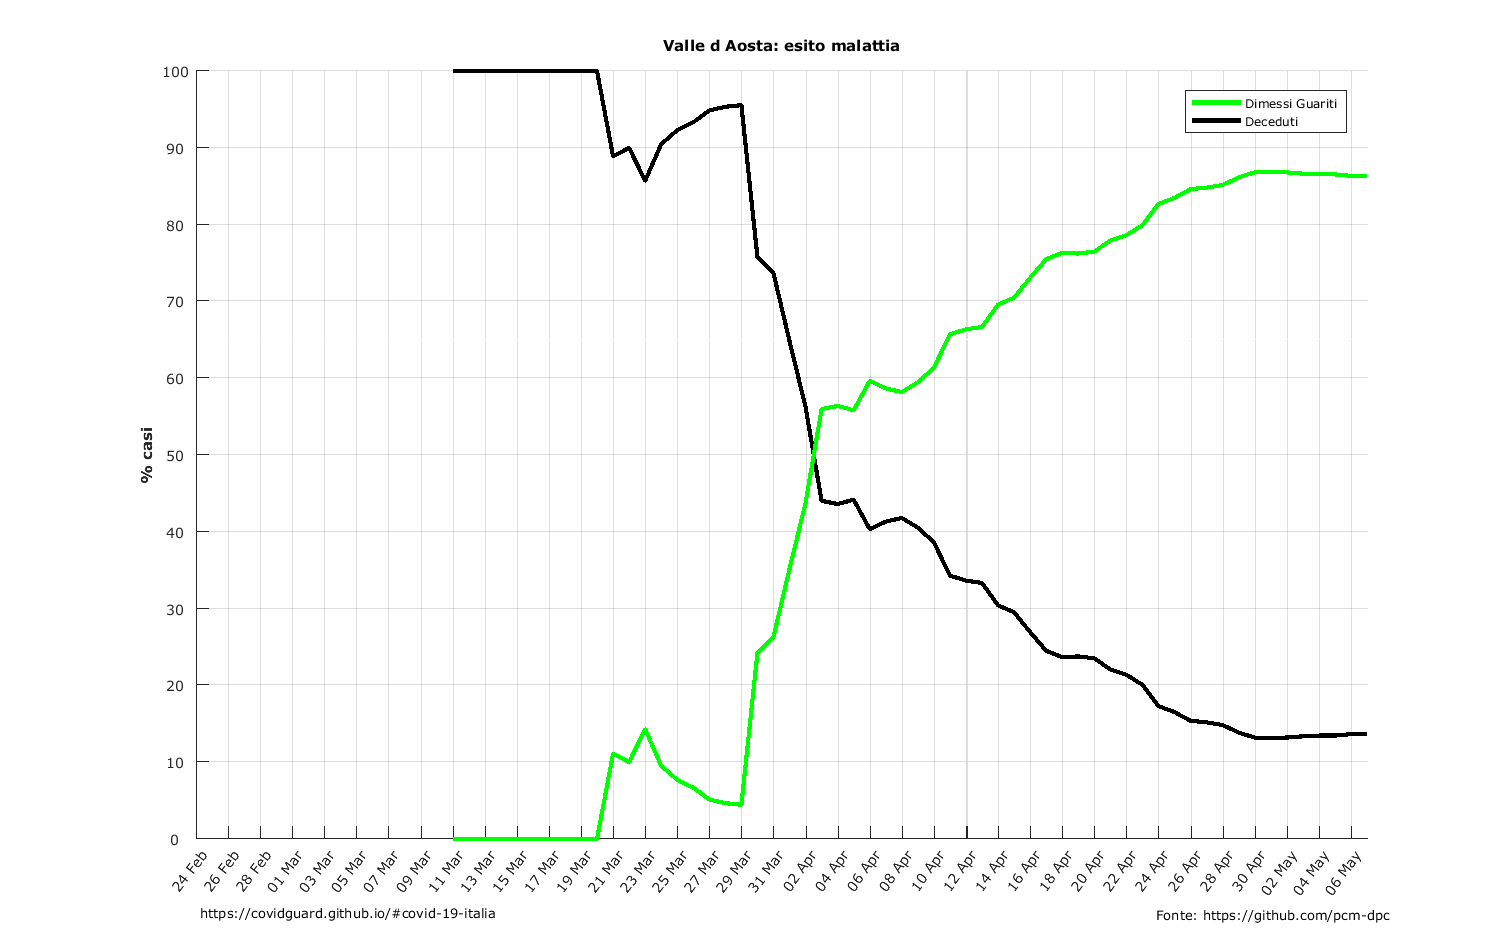 Valle d Aosta: esito malattia
Dimessi Guariti
Deceduti
% casi
100
90
80
70
60
50
40
30
20
10
0
24 Feb
26 Feb
28 Feb
01 Mar
03 Mar
05 Mar
07 Mar
09 Mar
11 Mar
13 Mar
15 Mar
17 Mar
19 Mar
21 Mar
23 Mar
25 Mar
27 Mar
29 Mar
31 Mar
02 Apr
04 Apr
06 Apr
08 Apr
10 Apr
12 Apr
14 Apr
16 Apr
18 Apr
20 Apr
22 Apr
24 Apr
26 Apr
28 Apr
30 Apr
02 May
04 May
06 May
https://covidguard.github.io/#covid-19-italia
Fonte: https://github.com/pcm-dpc